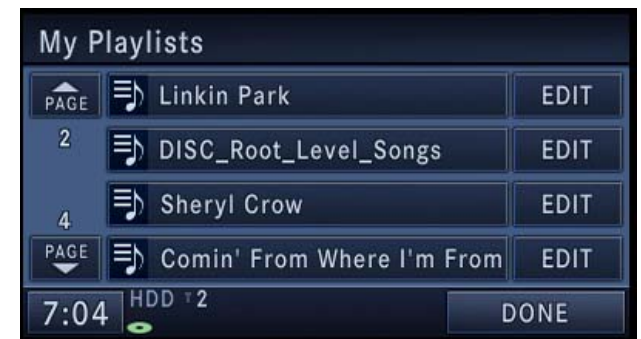 My Playlists
PAGE Linkin Park EDIT
2 DISC_Root_Level_Songs EDIT
4 Sheryl Crow EDIT
PAGE Comin' From Where I'm From EDIT
7:04 HDD T 2 DONE